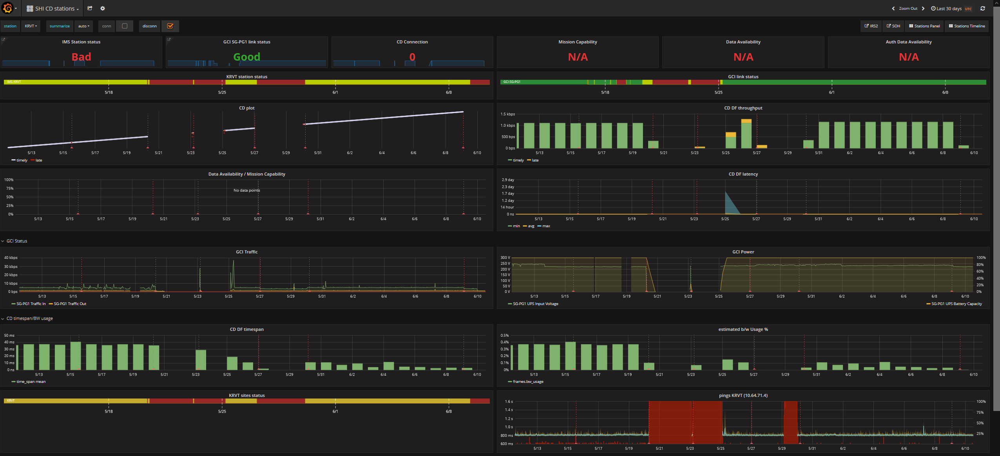 SHI CD stations
Zoom Out
Last 30 days UTC
station KRVT summarize auto conn disconn
IRS2 SOH Stations Panel Stations Timeline
IMS Station status
Bad
GCI SG-PG1 link status
Good
CD Connection
0
Mission Capability
N/A
Data Availability
N/A
Auth Data Availability
N/A
KRVT station status
IMS-KRVT
5/18 5/25 6/1 6/8
GCI link status
GCI-SG-PG1
5/18 5/25 6/1 6/8
CD plot
5/13 5/15 5/17 5/19 5/21 5/23 5/25 5/27 5/29 5/31 6/2 6/4 6/6 6/8 6/10
timely late
CD DF throughput
1.5 kbps
1.0 kbps
500 bps
0 bps
5/13 5/15 5/17 5/19 5/21 5/23 5/25 5/27 5/29 5/31 6/2 6/4 6/6 6/8 6/10
timely late
Data Availability / Mission Capability
100%
75%
No data points
50%
25%
0%
5/13 5/15 5/17 5/19 5/21 5/23 5/25 5/27 5/29 5/31 6/2 6/4 6/6 6/8 6/10
CD DF latency
2.9 day
2.3 day
1.7 day
1.2 day
14 hour
0 ns
5/13 5/15 5/17 5/19 5/21 5/23 5/25 5/27 5/29 5/31 6/2 6/4 6/6 6/8 6/10
min avg max
GCI Status
GCI Traffic
40 kbps
30 kbps
20 kbps
10 kbps
0 bps
5/13 5/15 5/17 5/19 5/21 5/23 5/25 5/27 5/29 5/31 6/2 6/4 6/6 6/8 6/10
SG-PG1 Traffic In SG-PG1 Traffic Out
GCI Power
300 V 100%
250 V 80%
200 V
150 V 60%
100 V 40%
50 V 20%
0 V 0%
5/13 5/15 5/17 5/19 5/21 5/23 5/25 5/27 5/29 5/31 6/2 6/4 6/6 6/8 6/10
SG-PG1 UPS Input Voltage SG-PG1 UPS Battery Capacity
CD timespan/BW usage
CD DF timespan
50 ms
40 ms
30 ms
20 ms
10 ms
0 ns
5/13 5/15 5/17 5/19 5/21 5/23 5/25 5/27 5/29 5/31 6/2 6/4 6/6 6/8 6/10
time_span mean
estimated b/w Usage %
0.5%
0.4%
0.3%
0.2%
0.1%
0%
5/13 5/15 5/17 5/19 5/21 5/23 5/25 5/27 5/29 5/31 6/2 6/4 6/6 6/8 6/10
frames.bw_usage
KRVT sites status
KRVT
5/18 5/25 6/1 6/8
pings KRVT (10.64.71.4)
1.6 s 100%
1.4 s 75%
1.2 s
1.0 s 50%
800 ms 25%
600 ms
5/13 5/15 5/17 5/19 5/21 5/23 5/25 5/27 5/29 5/31 6/2 6/4 6/6 6/8 6/10